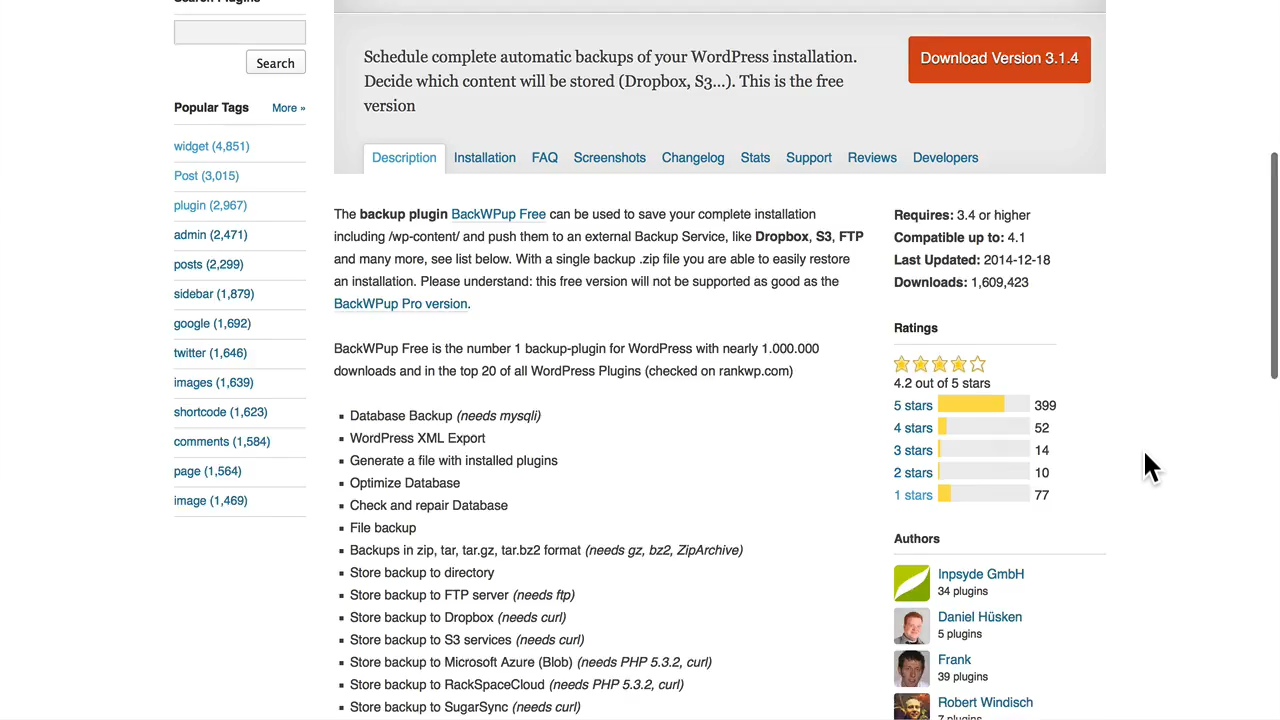 Search
Popular Tags More »
widget (4,851)
Post (3,015)
plugin (2,967)
admin (2,471)
posts (2,299)
sidebar (1,879)
google (1,692)
twitter (1,646)
images (1,639)
shortcode (1,623)
comments (1,584)
page (1,564)
image (1,469)
Schedule complete automatic backups of your WordPress installation.
Decide which content will be stored (Dropbox, S3...). This is the free
version
Download Version 3.1.4
Description Installation FAQ Screenshots Changelog Stats Support Reviews Developers
The backup plugin BackWPup Free can be used to save your complete installation
including /wp-content/ and push them to an external Backup Service, like Dropbox, S3, FTP
and many more, see list below. With a single backup .zip file you are able to easily restore
an installation. Please understand: this free version will not be supported as good as the
BackWPup Pro version.
BackWPup Free is the number 1 backup-plugin for WordPress with nearly 1.000.000
downloads and in the top 20 of all WordPress Plugins (checked on rankwp.com)
Database Backup (needs mysqli)
WordPress XML Export
Generate a file with installed plugins
Optimize Database
Check and repair Database
File backup
Backups in zip, tar, tar.gz, tar.bz2 format (needs gz, bz2, ZipArchive)
Store backup to directory
Store backup to FTP server (needs ftp)
Store backup to Dropbox (needs curl)
Store backup to S3 services (needs curl)
Store backup to Microsoft Azure (Blob) (needs PHP 5.3.2, curl)
Store backup to RackSpaceCloud (needs PHP 5.3.2, curl)
Store backup to SugarSync (needs curl)
Requires: 3.4 or higher
Compatible up to: 4.1
Last Updated: 2014-12-18
Downloads: 1,609,423
Ratings
4.2 out of 5 stars
5 stars 399
4 stars 52
3 stars 14
2 stars 10
1 stars 77
Authors
Inpsyde GmbH
34 plugins
Daniel Hüsken
5 plugins
Frank
39 plugins
Robert Windisch